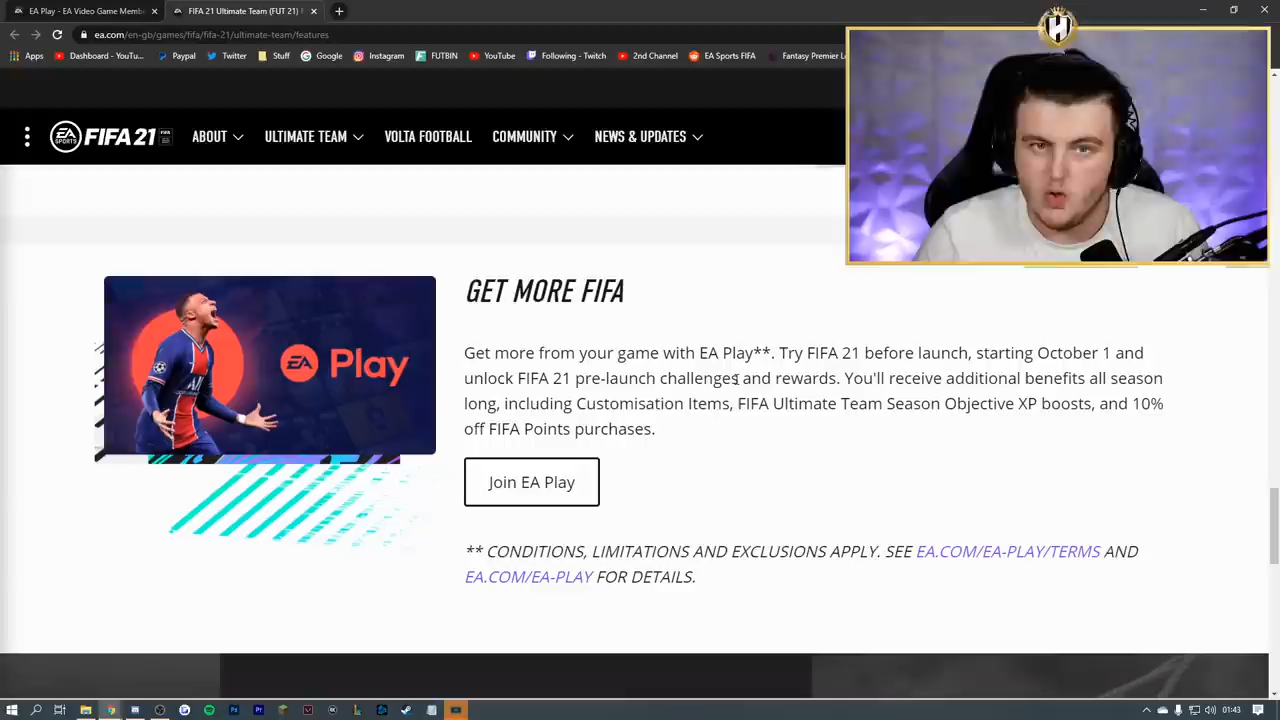 EA Play - EA Video Game Memb
FIFA 21 Ultimate Team (FUT 21) F
ea.com/en-gb/games/fifa/fifa-21/ultimate-team/features
Apps Dashboard - YouTu... Paypal Twitter Stuff Google Instagram FUTBIN YouTube Following - Twitch 2nd Channel EA Sports FIFA Fantasy Premier Le
EA SPORTS FIFA 21 ABOUT ULTIMATE TEAM VOLTA FOOTBALL COMMUNITY NEWS & UPDATES
H
EA Play
GET MORE FIFA
Get more from your game with EA Play**. Try FIFA 21 before launch, starting October 1 and
unlock FIFA 21 pre-launch challenges and rewards. You'll receive additional benefits all season
long, including Customisation Items, FIFA Ultimate Team Season Objective XP boosts, and 10%
off FIFA Points purchases.
Join EA Play
** CONDITIONS, LIMITATIONS AND EXCLUSIONS APPLY. SEE EA.COM/EA-PLAY/TERMS AND
EA.COM/EA-PLAY FOR DETAILS.
01:43